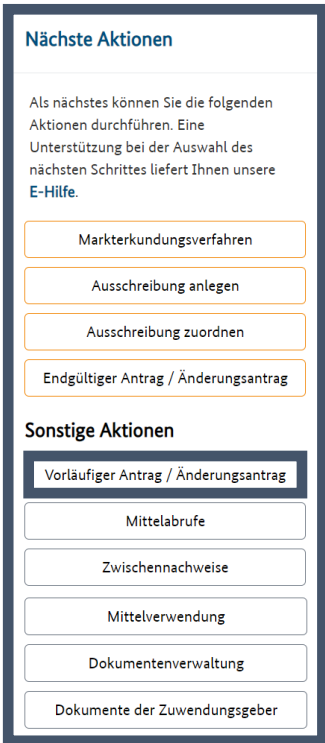 Nächste Aktionen
Als nächstes können Sie die folgenden
Aktionen durchführen. Eine
Unterstützung bei der Auswahl des
nächsten Schrittes liefert Ihnen unsere
E-Hilfe.
Markterkundungsverfahren
Ausschreibung anlegen
Ausschreibung zuordnen
Endgültiger Antrag / Änderungsantrag
Sonstige Aktionen
Vorläufiger Antrag / Änderungsantrag
Mittelabrufe
Zwischennachweise
Mittelverwendung
Dokumentenverwaltung
Dokumente der Zuwendungsgeber